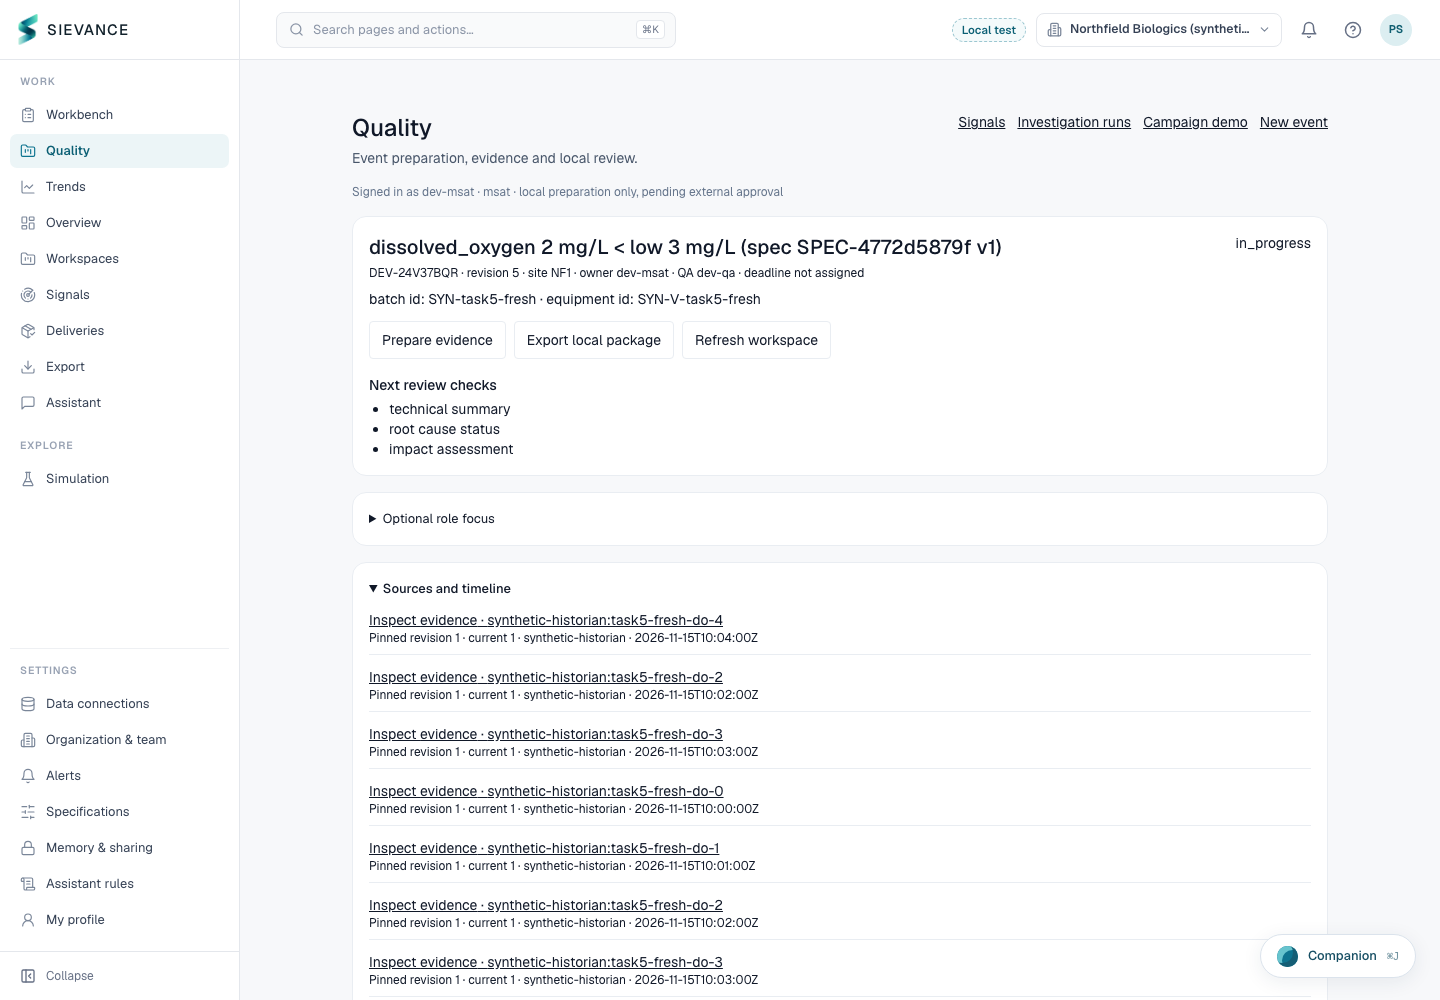 SIEVANCE
Search pages and actions...
⌘K
Local test
Northfield Biologics (syntheti...
PS
WORK
Workbench
Quality
Trends
Overview
Workspaces
Signals
Deliveries
Export
Assistant
EXPLORE
Simulation
SETTINGS
Data connections
Organization & team
Alerts
Specifications
Memory & sharing
Assistant rules
My profile
Collapse
Quality
Signals Investigation runs Campaign demo New event
Event preparation, evidence and local review.
Signed in as dev-msat · msat · local preparation only, pending external approval
dissolved_oxygen 2 mg/L < low 3 mg/L (spec SPEC-4772d5879f v1)
in_progress
DEV-24V37BQR · revision 5 · site NF1 · owner dev-msat · QA dev-qa · deadline not assigned
batch id: SYN-task5-fresh · equipment id: SYN-V-task5-fresh
Prepare evidence Export local package Refresh workspace
Next review checks
• technical summary
• root cause status
• impact assessment
Optional role focus
Sources and timeline
Inspect evidence · synthetic-historian:task5-fresh-do-4
Pinned revision 1 · current 1 · synthetic-historian · 2026-11-15T10:04:00Z
Inspect evidence · synthetic-historian:task5-fresh-do-2
Pinned revision 1 · current 1 · synthetic-historian · 2026-11-15T10:02:00Z
Inspect evidence · synthetic-historian:task5-fresh-do-3
Pinned revision 1 · current 1 · synthetic-historian · 2026-11-15T10:03:00Z
Inspect evidence · synthetic-historian:task5-fresh-do-0
Pinned revision 1 · current 1 · synthetic-historian · 2026-11-15T10:00:00Z
Inspect evidence · synthetic-historian:task5-fresh-do-1
Pinned revision 1 · current 1 · synthetic-historian · 2026-11-15T10:01:00Z
Inspect evidence · synthetic-historian:task5-fresh-do-2
Pinned revision 1 · current 1 · synthetic-historian · 2026-11-15T10:02:00Z
Inspect evidence · synthetic-historian:task5-fresh-do-3
Pinned revision 1 · current 1 · synthetic-historian · 2026-11-15T10:03:00Z
Companion ⌘J